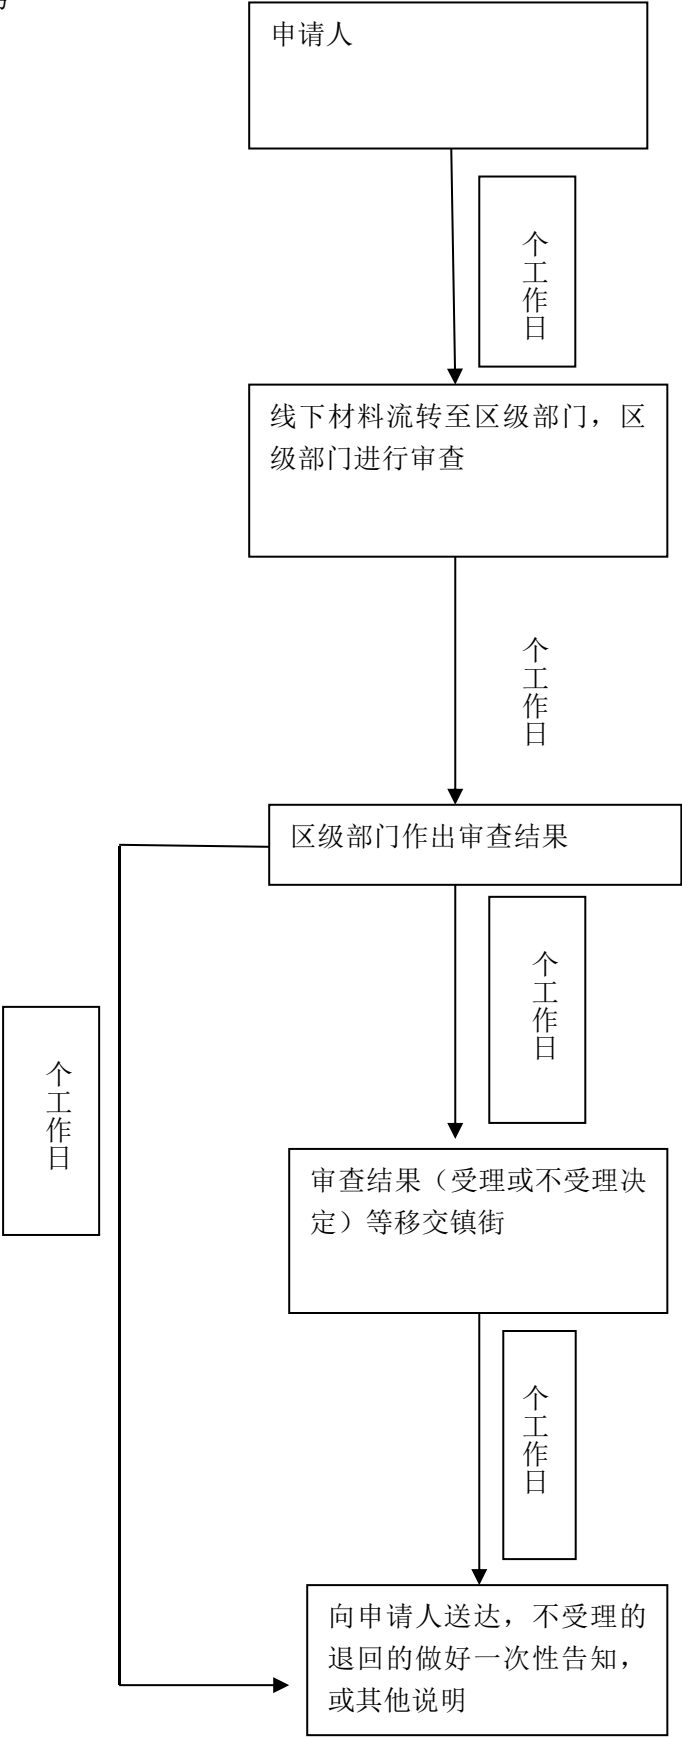 申请人
个工作日
线下材料流转至区级部门，区
级部门进行审查
个工作日
区级部门作出审查结果
个工作日
个工作日
审查结果（受理或不受理决
定）等移交镇街
个工作日
向申请人送达，不受理的
退回的做好一次性告知，
或其他说明